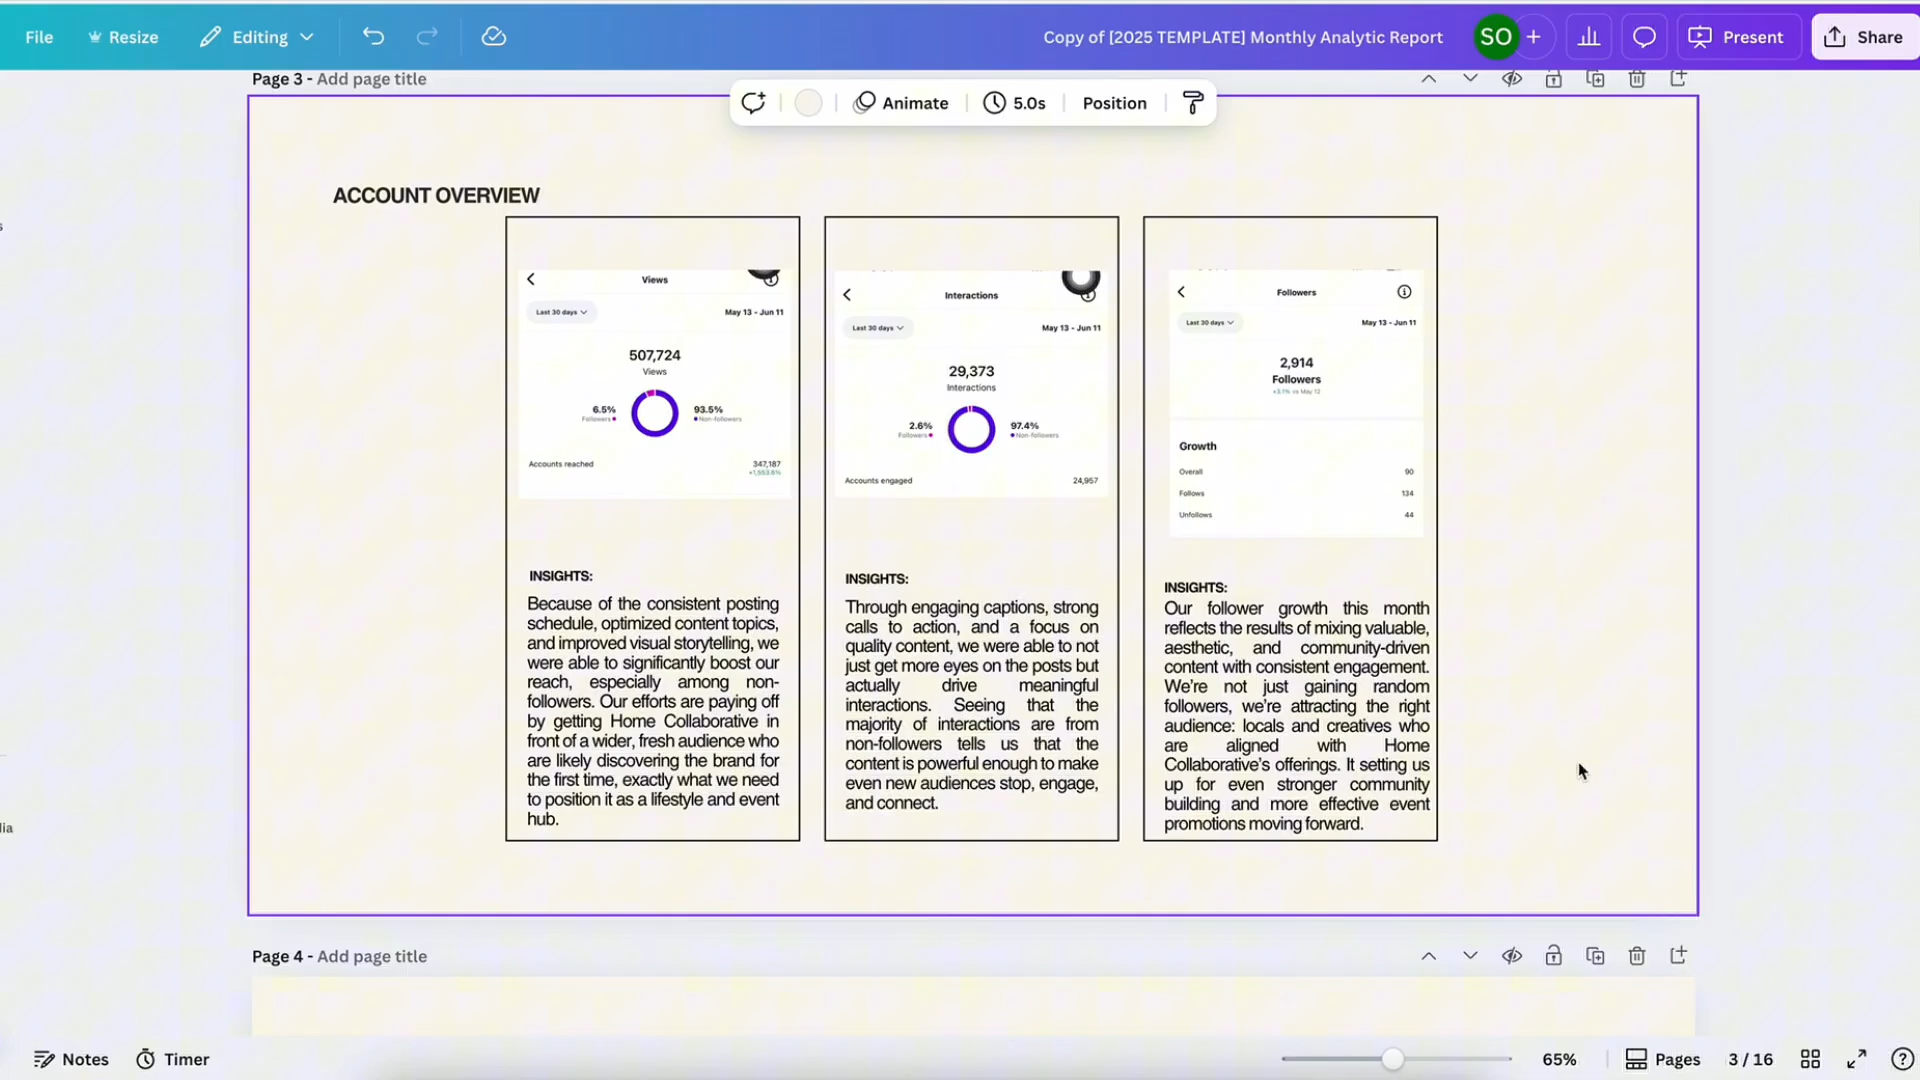 File Resize Editing Copy of [2025 TEMPLATE] Monthly Analytic Report SO Present Share
Page 3 - Add page title
Animate 5.0s Position
ACCOUNT OVERVIEW
Views
Last 30 days May 13 - Jun 11
507,724
Views
6.5% 93.5%
Followers Non-followers
Accounts reached 347,187
INSIGHTS:
Because of the consistent posting
schedule, optimized content topics,
and improved visual storytelling, we
were able to significantly boost our
reach, especially among non-
followers. Our efforts are paying off
by getting Home Collaborative in
front of a wider, fresh audience who
are likely discovering the brand for
the first time, exactly what we need
to position it as a lifestyle and event
hub.
Interactions
Last 30 days May 13 - Jun 11
29,373
Interactions
2.6% 97.4%
Followers Non-followers
Accounts engaged 24,957
INSIGHTS:
Through engaging captions, strong
calls to action, and a focus on
quality content, we were able to not
just get more eyes on the posts but
actually drive meaningful
interactions. Seeing that the
majority of interactions are from
non-followers tells us that the
content is powerful enough to make
even new audiences stop, engage,
and connect.
Followers
Last 30 days May 13 - Jun 11
2,914
Followers
+3.1% vs May 12
Growth
Overall 90
Follows 134
Unfollows 44
INSIGHTS:
Our follower growth this month
reflects the results of mixing valuable,
aesthetic, and community-driven
content with consistent engagement.
We're not just gaining random
followers, we're attracting the right
audience: locals and creatives who
are aligned with Home
Collaborative's offerings. It setting us
up for even stronger community
building and more effective event
promotions moving forward.
Page 4 - Add page title
Notes Timer 65% Pages 3 / 16